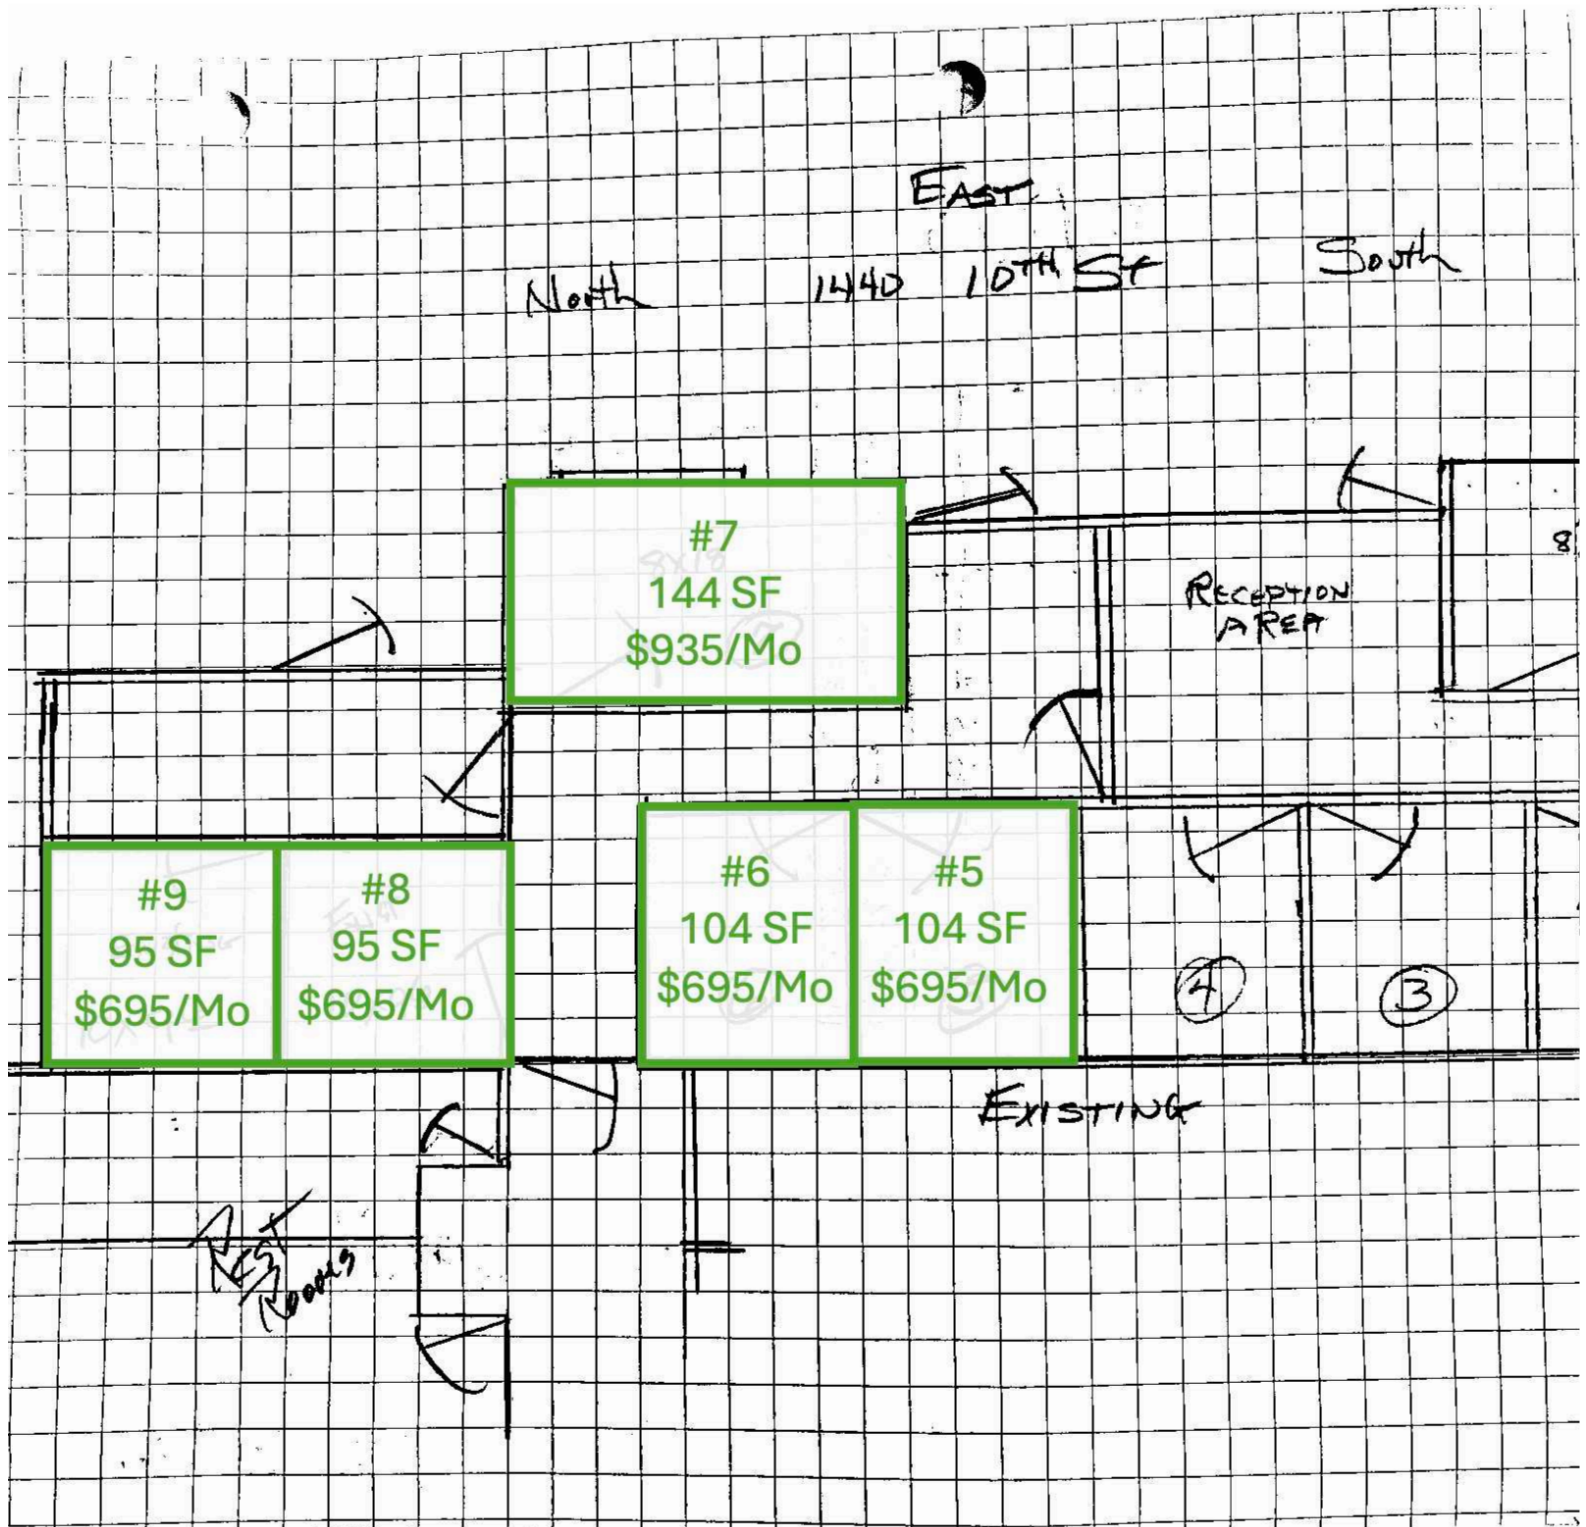 EAST
North 1440 10TH ST South
#7
144 SF
$935/Mo
8X18
8
RECEPTION
AREA
#9
95 SF
$695/Mo
#8
95 SF
$695/Mo
#6
104 SF
$695/Mo
#5
104 SF
$695/Mo
4
3
EXISTING
REST
ROOMS